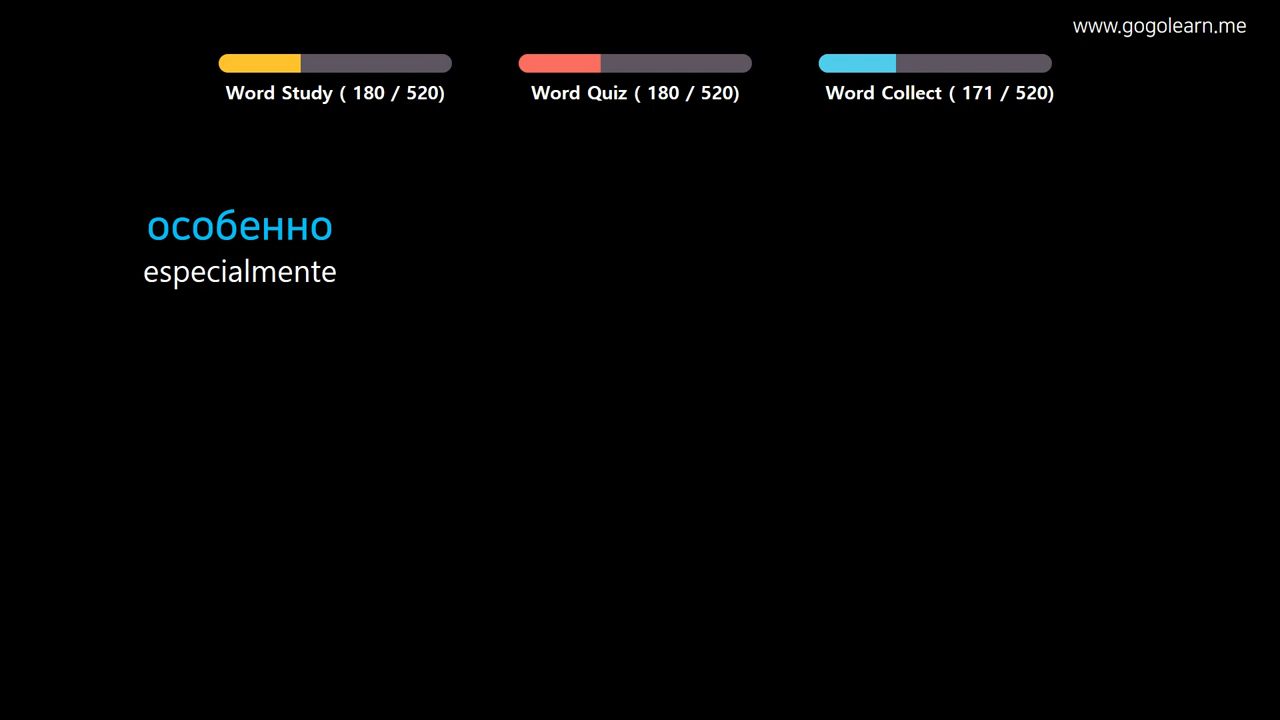 www.gogolearn.me
Word Study ( 180 / 520)
Word Quiz ( 180 / 520)
Word Collect ( 171 / 520)
особенно
especialmente